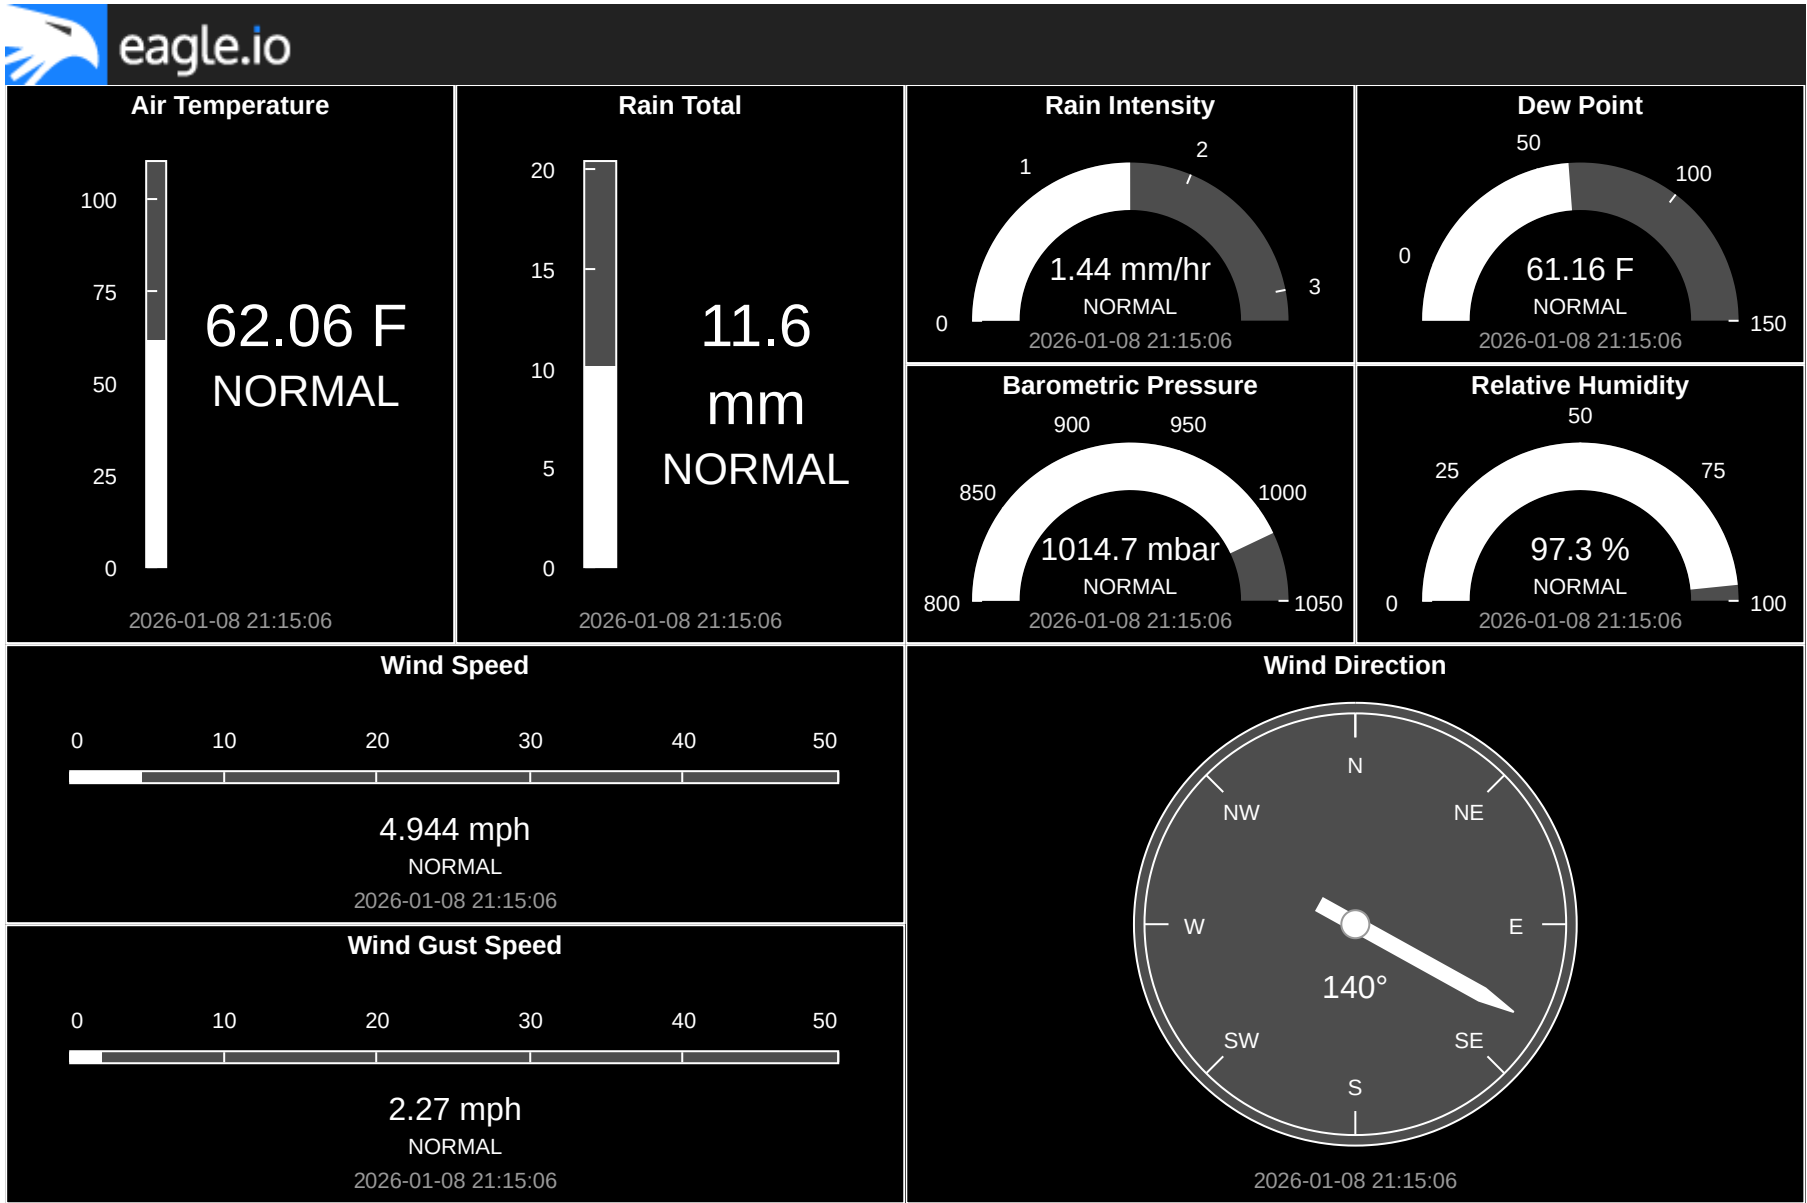 eagle.io
Air Temperature
100
75
50
25
0
62.06 F
NORMAL
2026-01-08 21:15:06
Rain Total
20
15
10
5
0
11.6
mm
NORMAL
2026-01-08 21:15:06
Rain Intensity
0
1
2
3
1.44 mm/hr
NORMAL
2026-01-08 21:15:06
Dew Point
0
50
100
150
61.16 F
NORMAL
2026-01-08 21:15:06
Barometric Pressure
800
850
900
950
1000
1050
1014.7 mbar
NORMAL
2026-01-08 21:15:06
Relative Humidity
0
25
50
75
100
97.3 %
NORMAL
2026-01-08 21:15:06
Wind Speed
0 10 20 30 40 50
4.944 mph
NORMAL
2026-01-08 21:15:06
Wind Gust Speed
0 10 20 30 40 50
2.27 mph
NORMAL
2026-01-08 21:15:06
Wind Direction
N
NW NE
W E
140°
SW SE
S
2026-01-08 21:15:06